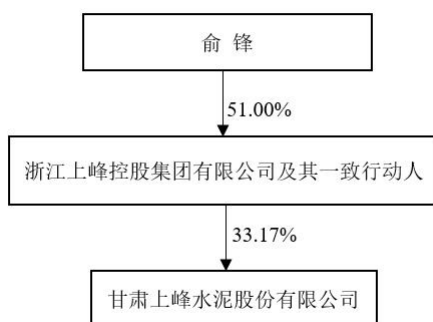 俞 锋
51.00%
浙江上峰控股集团有限公司及其一致行动人
33.17%
甘肃上峰水泥股份有限公司